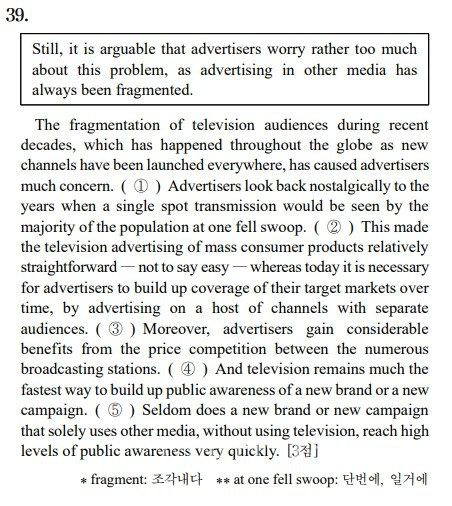 39.
Still, it is arguable that advertisers worry rather too much
about this problem, as advertising in other media has
always been fragmented.
The fragmentation of television audiences during recent
decades, which has happened throughout the globe as new
channels have been launched everywhere, has caused advertisers
much concern. ( ① ) Advertisers look back nostalgically to the
years when a single spot transmission would be seen by the
majority of the population at one fell swoop. ( ② ) This made
the television advertising of mass consumer products relatively
straightforward — not to say easy — whereas today it is necessary
for advertisers to build up coverage of their target markets over
time, by advertising on a host of channels with separate
audiences. ( ③ ) Moreover, advertisers gain considerable
benefits from the price competition between the numerous
broadcasting stations. ( ④ ) And television remains much the
fastest way to build up public awareness of a new brand or a new
campaign. ( ⑤ ) Seldom does a new brand or new campaign
that solely uses other media, without using television, reach high
levels of public awareness very quickly. [3점]
* fragment: 조각내다 ** at one fell swoop: 단번에, 일거에